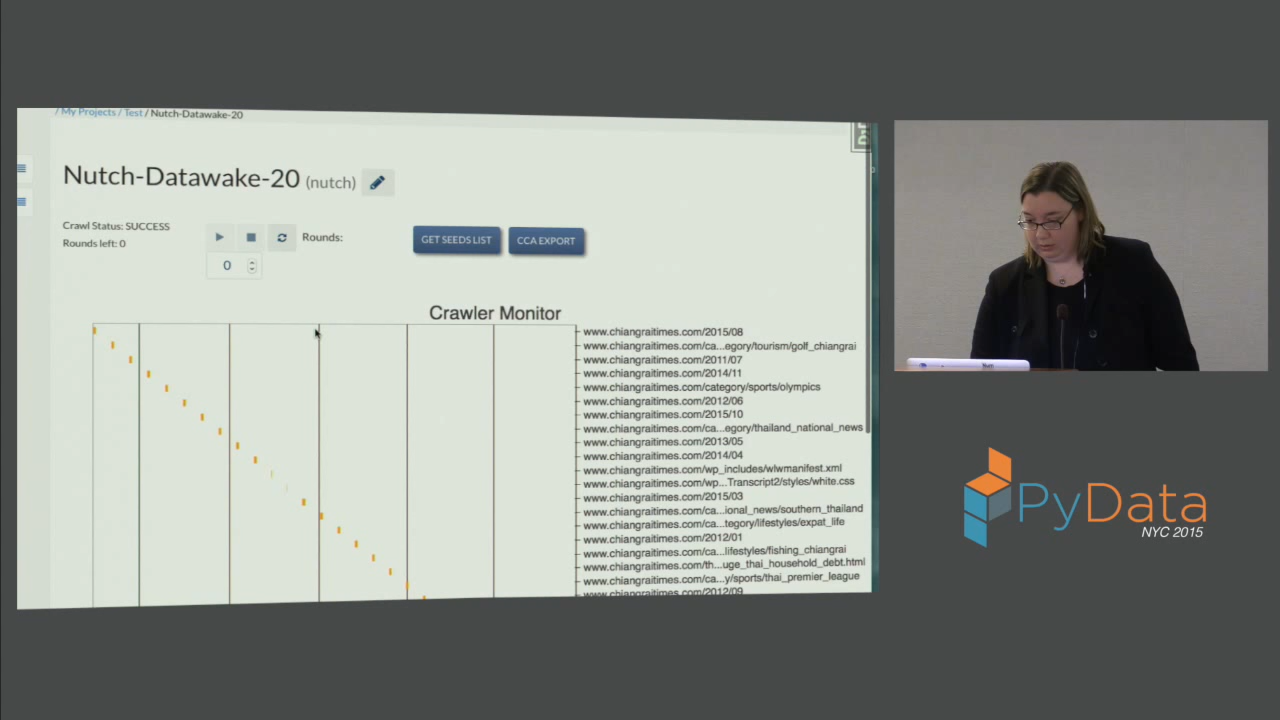 / My Projects / Test / Nutch-Datawake-20
Nutch-Datawake-20 (nutch)
Crawl Status: SUCCESS
Rounds left: 0
Rounds:
0
GET SEEDS LIST
CCA EXPORT
Crawler Monitor
www.chiangraitimes.com/2015/08
www.chiangraitimes.com/ca...egory/tourism/golf_chiangrai
www.chiangraitimes.com/2011/07
www.chiangraitimes.com/2014/11
www.chiangraitimes.com/category/sports/olympics
www.chiangraitimes.com/2012/06
www.chiangraitimes.com/2015/10
www.chiangraitimes.com/ca...egory/thailand_national_news
www.chiangraitimes.com/2013/05
www.chiangraitimes.com/2014/04
www.chiangraitimes.com/wp_includes/wlwmanifest.xml
www.chiangraitimes.com/wp...Transcript2/styles/white.css
www.chiangraitimes.com/2015/03
www.chiangraitimes.com/ca...ional_news/southern_thailand
www.chiangraitimes.com/ca...tegory/lifestyles/expat_life
www.chiangraitimes.com/2012/01
www.chiangraitimes.com/ca...lifestyles/fishing_chiangrai
www.chiangraitimes.com/th...uge_thai_household_debt.html
www.chiangraitimes.com/ca...y/sports/thai_premier_league
www.chiangraitimes.com/2012/09
PyData
NYC 2015